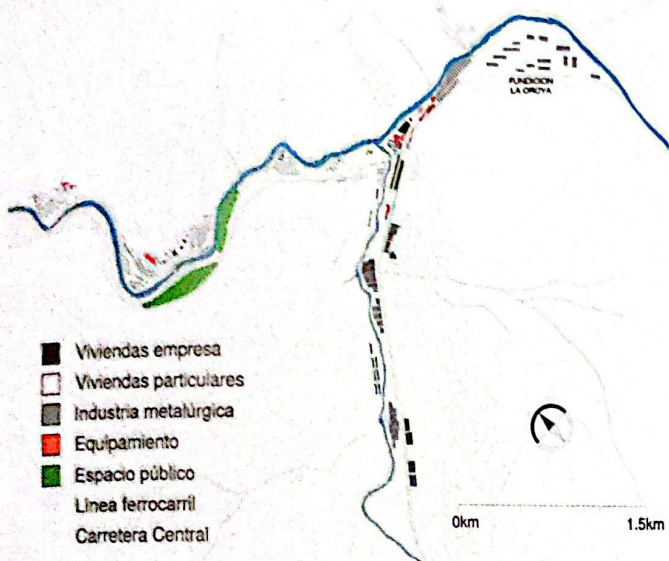 FUNDICION
LA OROYA
Viviendas empresa
Viviendas particulares
Industria metalúrgica
Equipamiento
Espacio público
Línea ferrocarril
Carretera Central
0km 1.5km